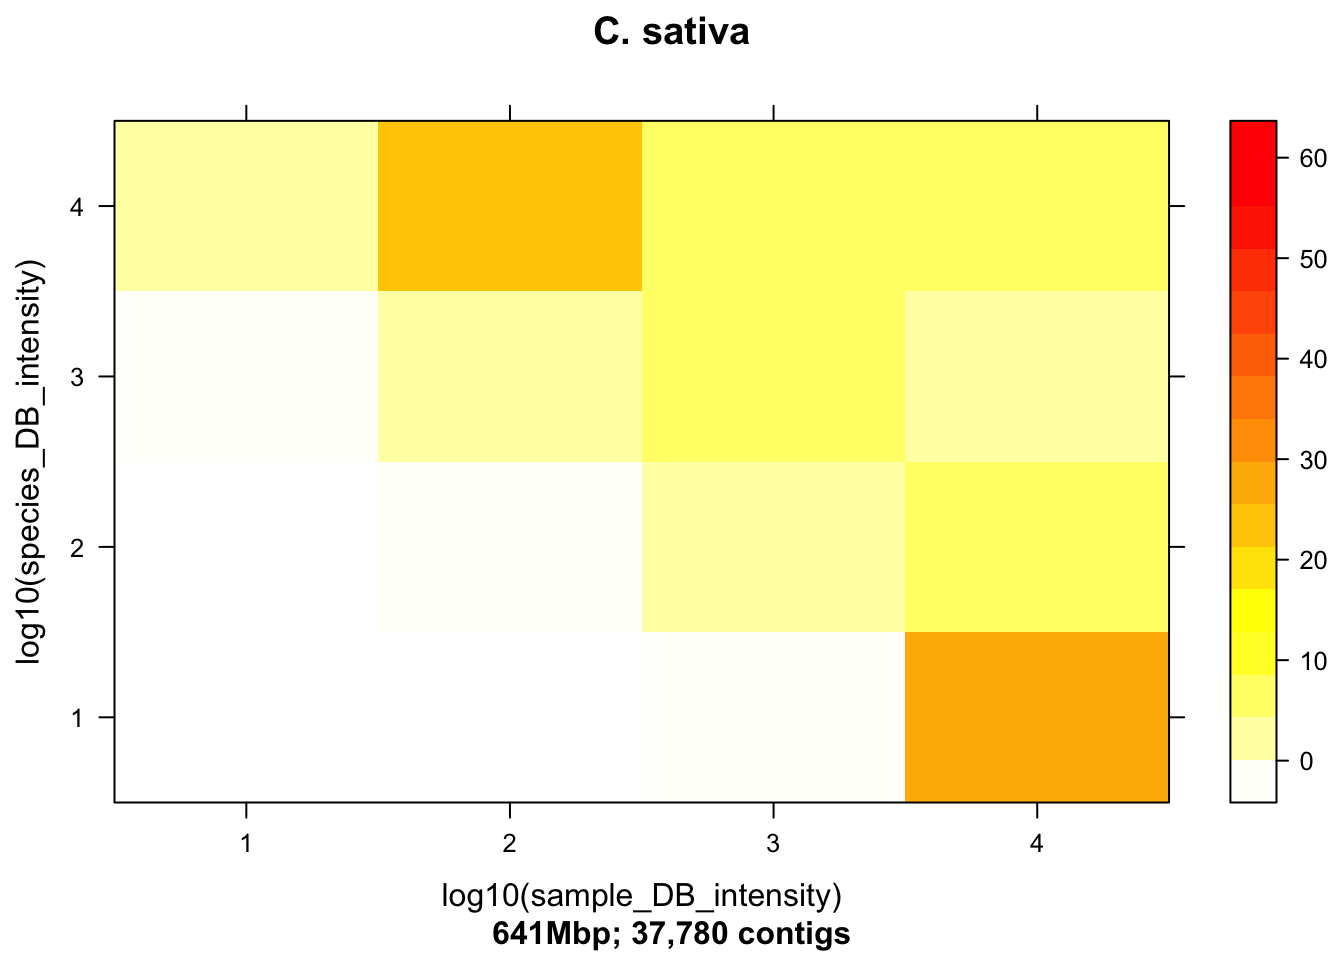 C. sativa
4
3
2
1
log10(species_DB_intensity)
1 2 3 4
log10(sample_DB_intensity)
641Mbp; 37,780 contigs
60
50
40
30
20
10
0